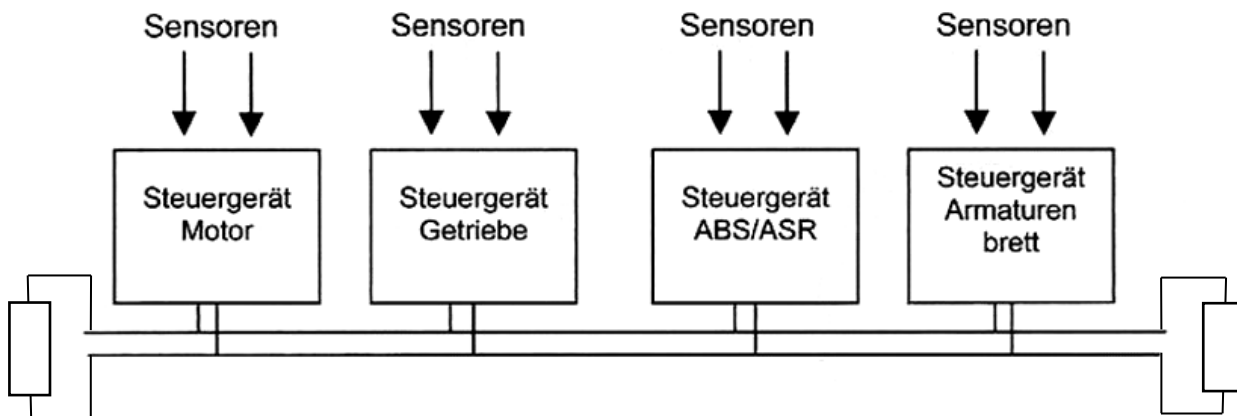 Sensoren
Sensoren
Sensoren
Sensoren
Steuergerät
Motor
Steuergerät
Getriebe
Steuergerät
ABS/ASR
Steuergerät
Armaturen
brett